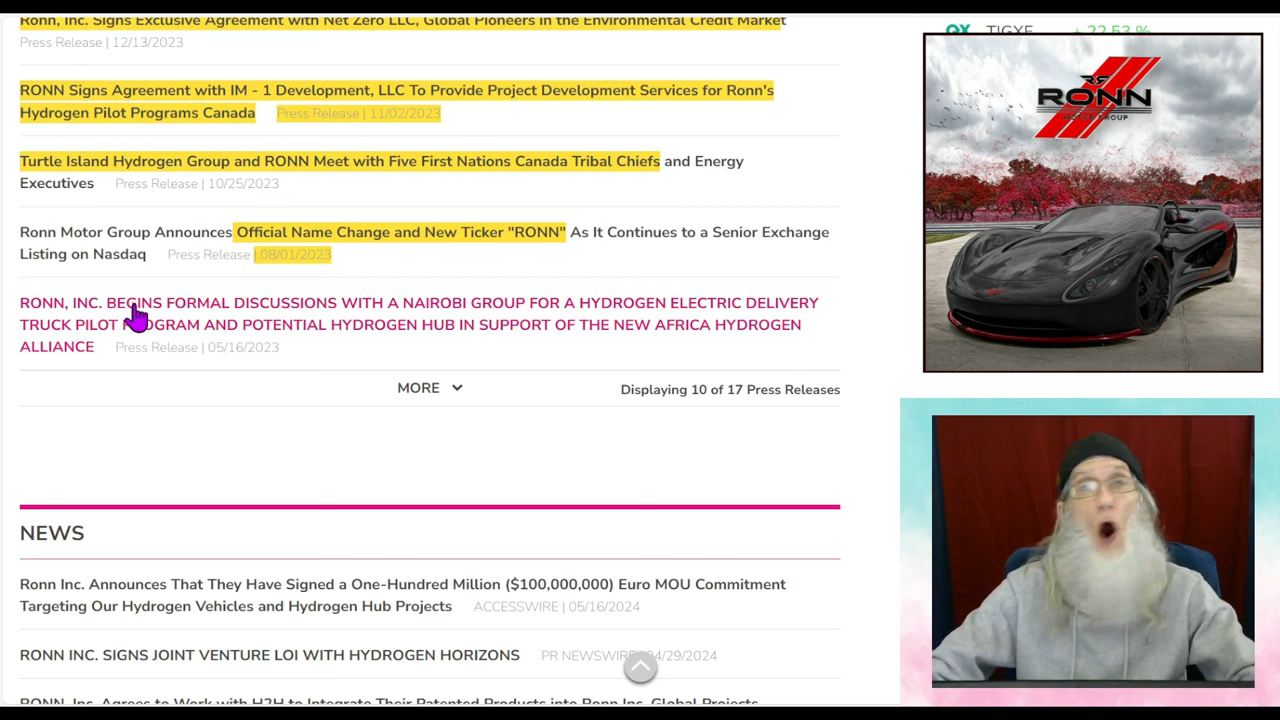 Ronn, Inc. Signs Exclusive Agreement with Net Zero LLC, Global Pioneers in the Environmental Credit Market
Press Release | 12/13/2023
RONN Signs Agreement with IM - 1 Development, LLC To Provide Project Development Services for Ronn's
Hydrogen Pilot Programs Canada Press Release | 11/02/2023
Turtle Island Hydrogen Group and RONN Meet with Five First Nations Canada Tribal Chiefs and Energy
Executives Press Release | 10/25/2023
Ronn Motor Group Announces Official Name Change and New Ticker "RONN" As It Continues to a Senior Exchange
Listing on Nasdaq Press Release | 08/01/2023
RONN, INC. BEGINS FORMAL DISCUSSIONS WITH A NAIROBI GROUP FOR A HYDROGEN ELECTRIC DELIVERY
TRUCK PILOT PROGRAM AND POTENTIAL HYDROGEN HUB IN SUPPORT OF THE NEW AFRICA HYDROGEN
ALLIANCE Press Release | 05/16/2023
MORE Displaying 10 of 17 Press Releases
NEWS
Ronn Inc. Announces That They Have Signed a One-Hundred Million ($100,000,000) Euro MOU Commitment
Targeting Our Hydrogen Vehicles and Hydrogen Hub Projects ACCESSWIRE | 05/16/2024
RONN INC. SIGNS JOINT VENTURE LOI WITH HYDROGEN HORIZONS PR NEWSWIRE 04/29/2024
RONN, Inc. Agrees to Work with H2H to Integrate Their Patented Products into Ronn Inc. Global Projects
TIGXF + 22.53 %
RONN
MOTOR GROUP